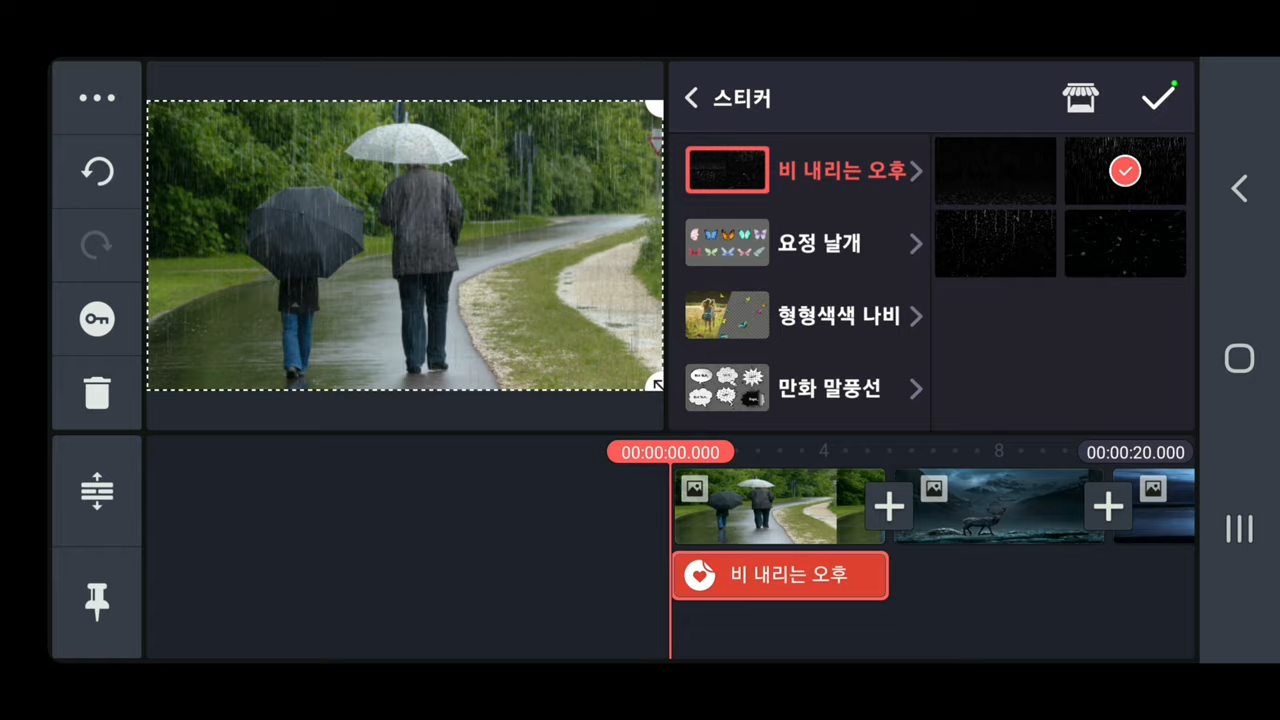 스티커
비 내리는 오후
요정 날개
형형색색 나비
만화 말풍선
00:00:00.000
4
8
00:00:20.000
비 내리는 오후